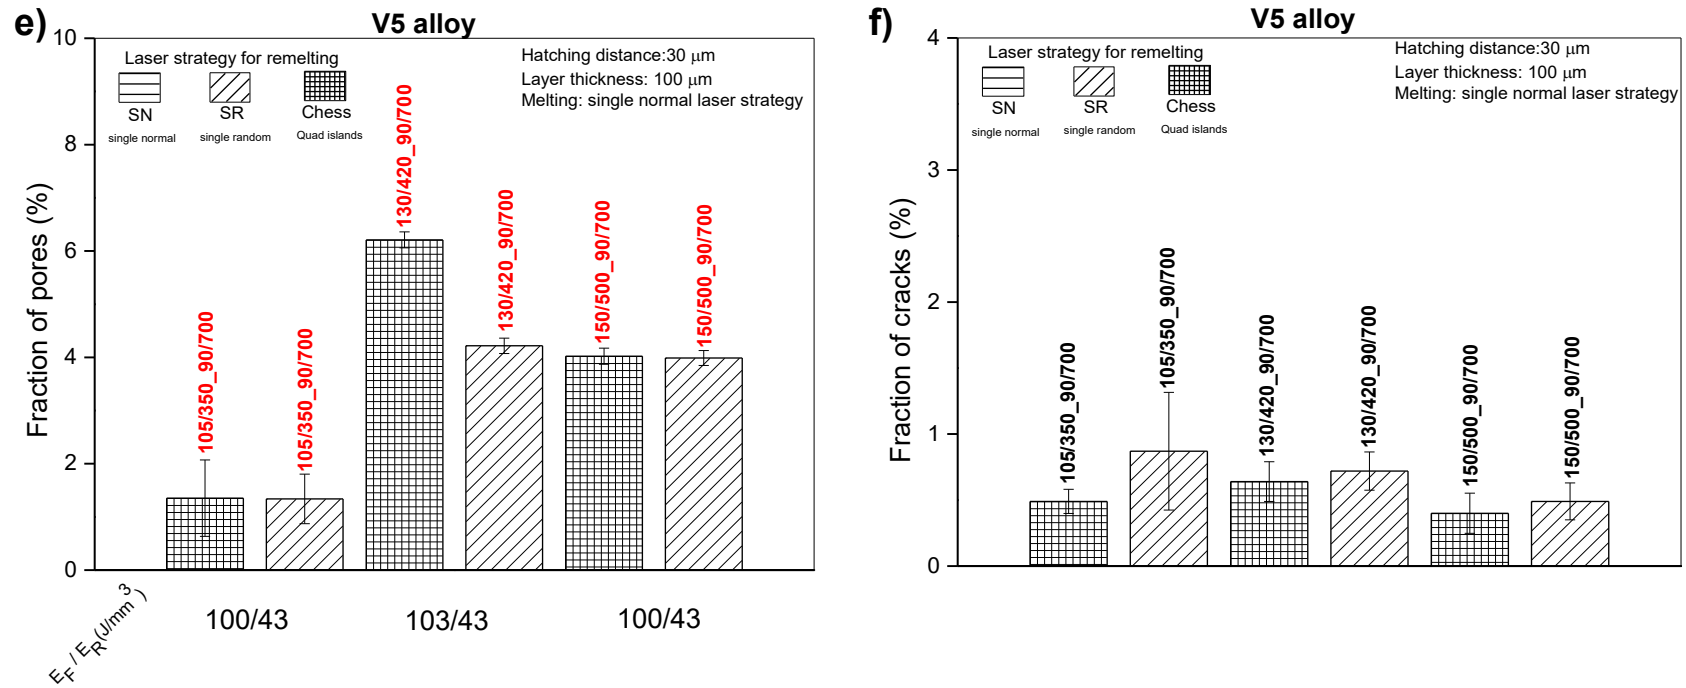 e)
V5 alloy
10
8
6
4
2
0
Fraction of pores (%)
Laser strategy for remelting
SN
single normal
SR
single random
Chess
Quad islands
Hatching distance:30 μm
Layer thickness: 100 μm
Melting: single normal laser strategy
105/350_90/700
105/350_90/700
130/420_90/700
130/420_90/700
150/500_90/700
150/500_90/700
E_F / E_R (J/mm³)
100/43
103/43
100/43
f)
V5 alloy
4
3
2
1
0
Fraction of cracks (%)
Laser strategy for remelting
SN
single normal
SR
single random
Chess
Quad islands
Hatching distance:30 μm
Layer thickness: 100 μm
Melting: single normal laser strategy
105/350_90/700
105/350_90/700
130/420_90/700
130/420_90/700
150/500_90/700
150/500_90/700